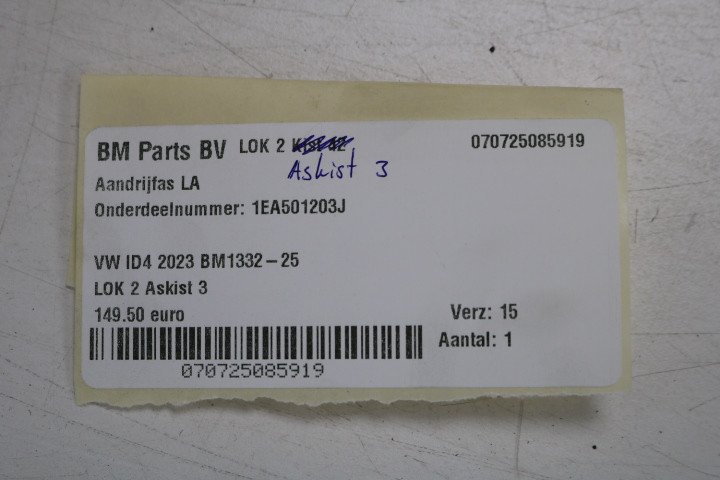 BM Parts BV LOK 2 070725085919
Askist 3
Aandrijfas LA
Onderdeelnummer: 1EA501203J
VW ID4 2023 BM1332-25
LOK 2 Askist 3
149.50 euro Verz: 15
Aantal: 1
070725085919